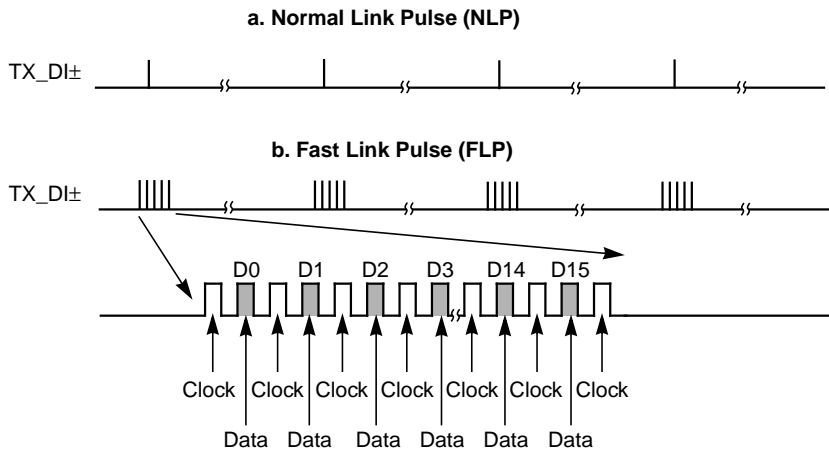 a. Normal Link Pulse (NLP)
TX_DI±
b. Fast Link Pulse (FLP)
TX_DI±
D0 D1 D2 D3 D14 D15
Clock Clock Clock Clock Clock Clock Clock
Data Data Data Data Data Data